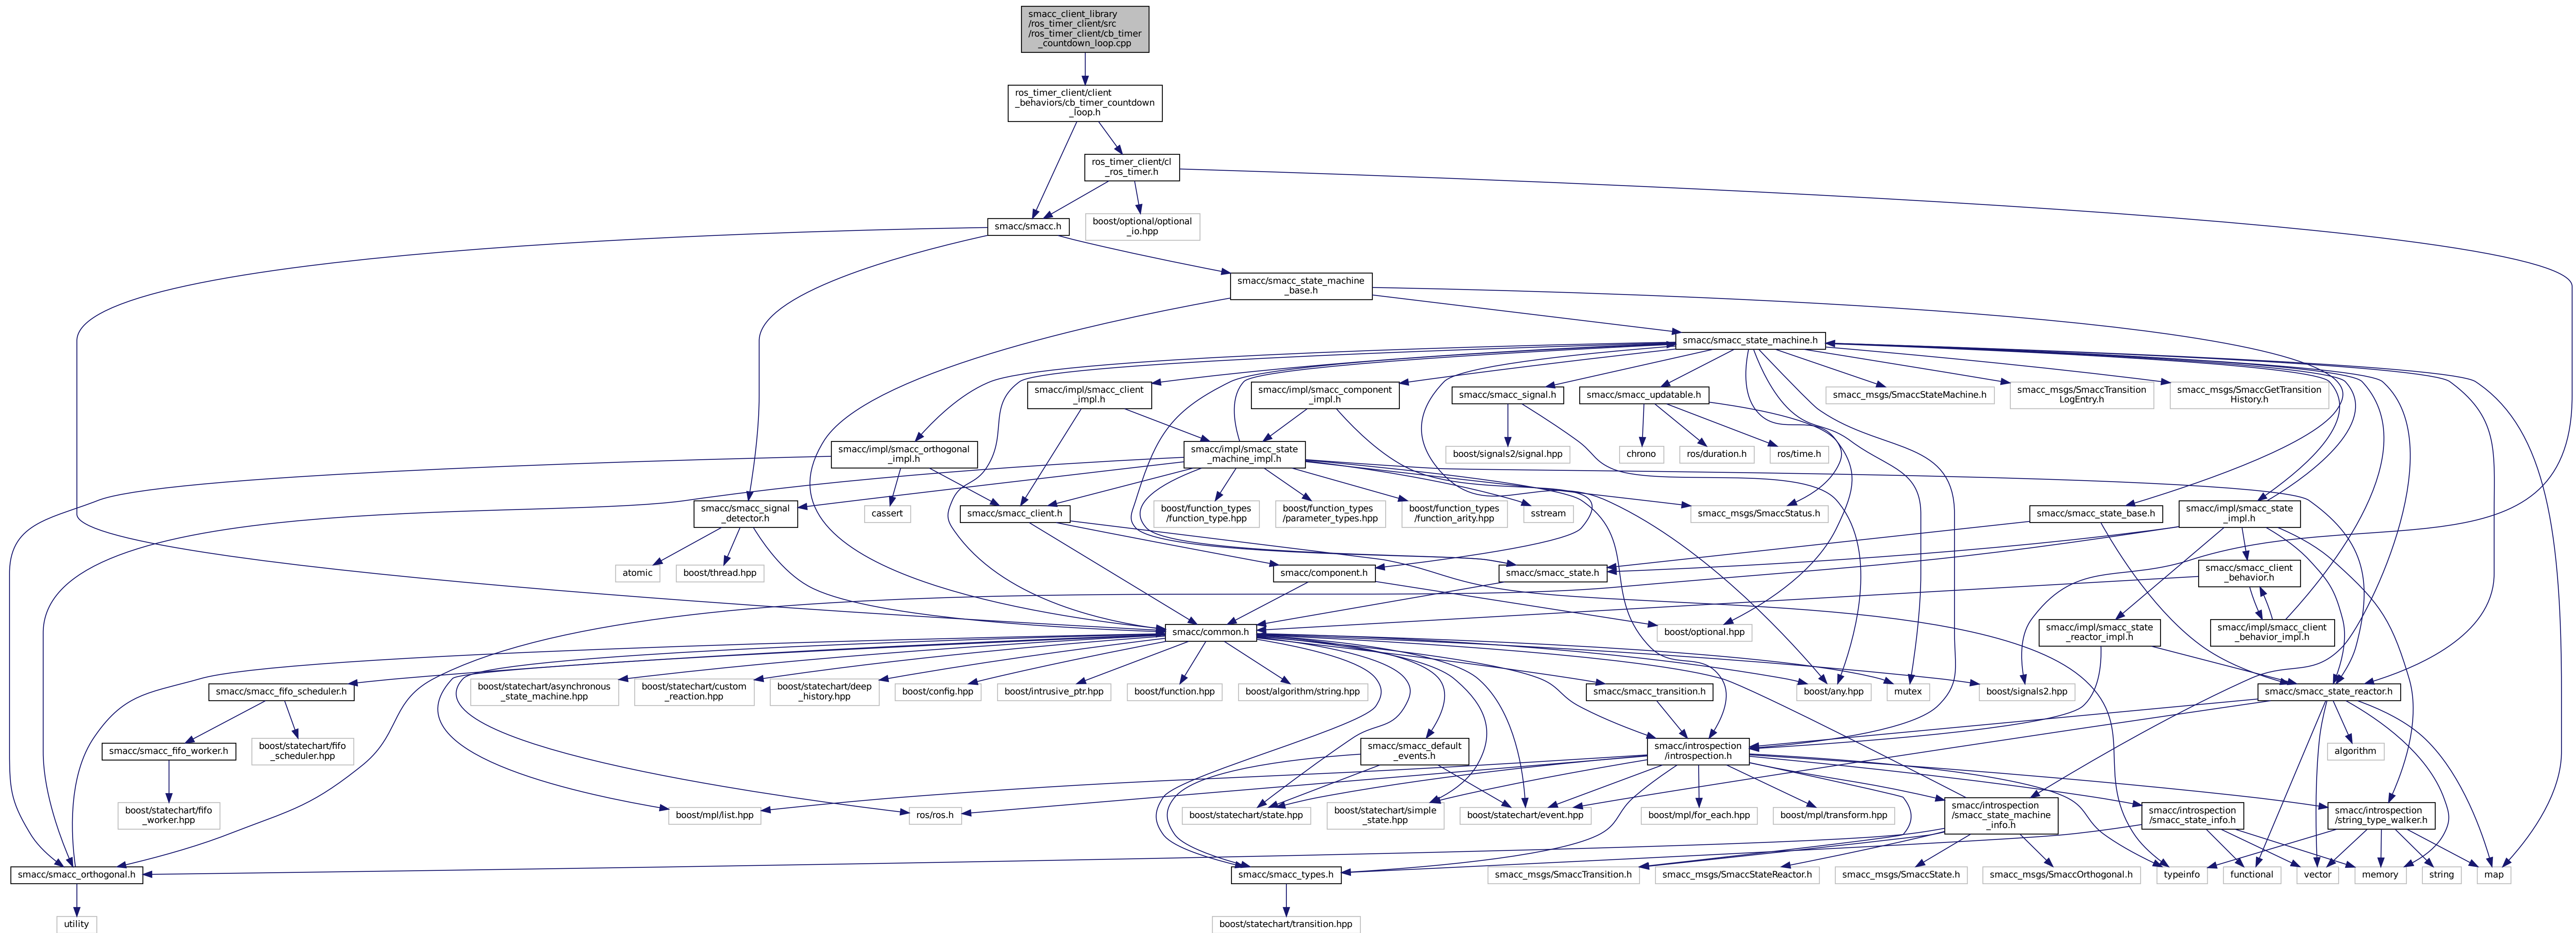 smacc_client_library
/ros_timer_client/src
/ros_timer_client/cb_timer
_countdown_loop.cpp
ros_timer_client/client
_behaviors/cb_timer_countdown
_loop.h
ros_timer_client/cl
_ros_timer.h
smacc/smacc.h
boost/optional/optional
_io.hpp
smacc/smacc_state_machine
_base.h
smacc/smacc_state_machine.h
smacc/impl/smacc_client
_impl.h
smacc/impl/smacc_component
_impl.h
smacc/smacc_signal.h
smacc/smacc_updatable.h
smacc_msgs/SmaccStateMachine.h
smacc_msgs/SmaccTransition
LogEntry.h
smacc_msgs/SmaccGetTransition
History.h
smacc/impl/smacc_orthogonal
_impl.h
smacc/impl/smacc_state
_machine_impl.h
boost/signals2/signal.hpp
chrono
ros/duration.h
ros/time.h
smacc/smacc_signal
_detector.h
cassert
smacc/smacc_client.h
boost/function_types
/function_type.hpp
boost/function_types
/parameter_types.hpp
boost/function_types
/function_arity.hpp
sstream
smacc_msgs/SmaccStatus.h
smacc/smacc_state_base.h
smacc/impl/smacc_state
_impl.h
atomic
boost/thread.hpp
smacc/component.h
smacc/smacc_state.h
smacc/smacc_client
_behavior.h
smacc/common.h
boost/optional.hpp
smacc/impl/smacc_state
_reactor_impl.h
smacc/impl/smacc_client
_behavior_impl.h
smacc/smacc_fifo_scheduler.h
boost/statechart/asynchronous
_state_machine.hpp
boost/statechart/custom
_reaction.hpp
boost/statechart/deep
_history.hpp
boost/config.hpp
boost/intrusive_ptr.hpp
boost/function.hpp
boost/algorithm/string.hpp
smacc/smacc_transition.h
boost/any.hpp
mutex
boost/signals2.hpp
smacc/smacc_state_reactor.h
smacc/smacc_fifo_worker.h
boost/statechart/fifo
_scheduler.hpp
smacc/smacc_default
_events.h
smacc/introspection
/introspection.h
algorithm
boost/statechart/fifo
_worker.hpp
boost/mpl/list.hpp
ros/ros.h
boost/statechart/state.hpp
boost/statechart/simple
_state.hpp
boost/statechart/event.hpp
boost/mpl/for_each.hpp
boost/mpl/transform.hpp
smacc/introspection
/smacc_state_machine
_info.h
smacc/introspection
/smacc_state_info.h
smacc/introspection
/string_type_walker.h
smacc/smacc_orthogonal.h
smacc/smacc_types.h
smacc_msgs/SmaccTransition.h
smacc_msgs/SmaccStateReactor.h
smacc_msgs/SmaccState.h
smacc_msgs/SmaccOrthogonal.h
typeinfo
functional
vector
memory
string
map
utility
boost/statechart/transition.hpp